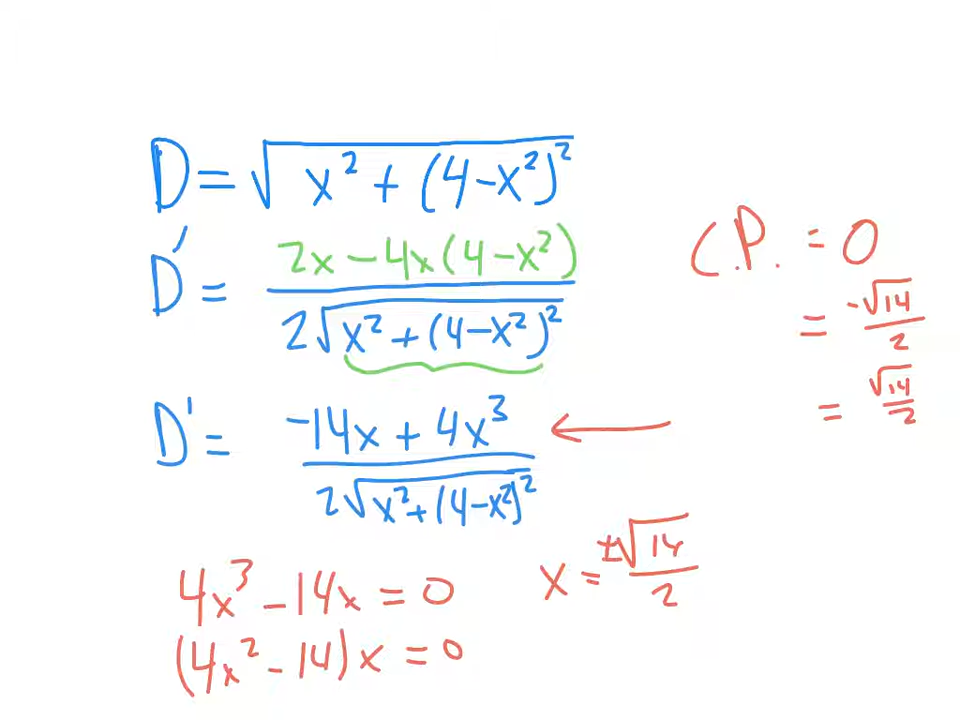 D = √(x² + (4-x²)²)
D' = (2x - 4x(4-x²)) / (2√(x² + (4-x²)²))
D' = (-14x + 4x³) / (2√(x² + (4-x²)²))
4x³ - 14x = 0
(4x² - 14)x = 0
x = ±√14 / 2
C.P. = 0
= -√14 / 2
= √14 / 2